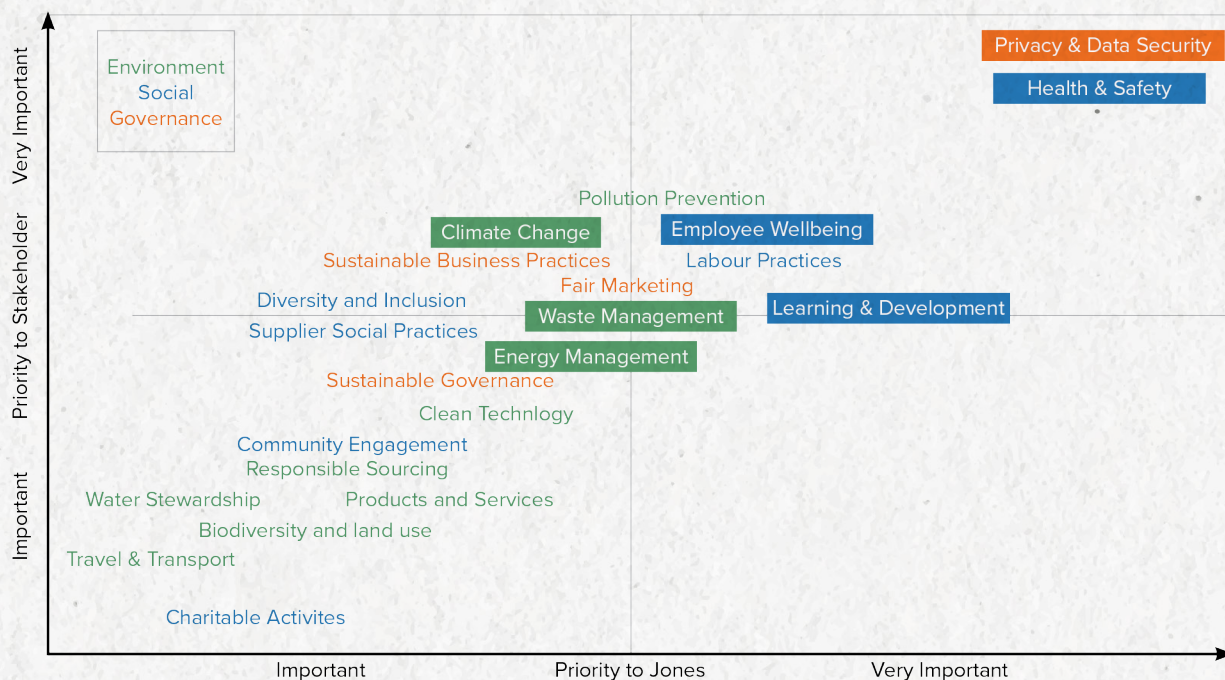 Privacy & Data Security
Environment
Social
Governance
Health & Safety
Very Important
Pollution Prevention
Climate Change
Employee Wellbeing
Sustainable Business Practices
Labour Practices
Fair Marketing
Diversity and Inclusion
Learning & Development
Waste Management
Supplier Social Practices
Priority to Stakeholder
Energy Management
Sustainable Governance
Clean Technlogy
Community Engagement
Responsible Sourcing
Water Stewardship
Products and Services
Important
Biodiversity and land use
Travel & Transport
Charitable Activites
Important
Priority to Jones
Very Important